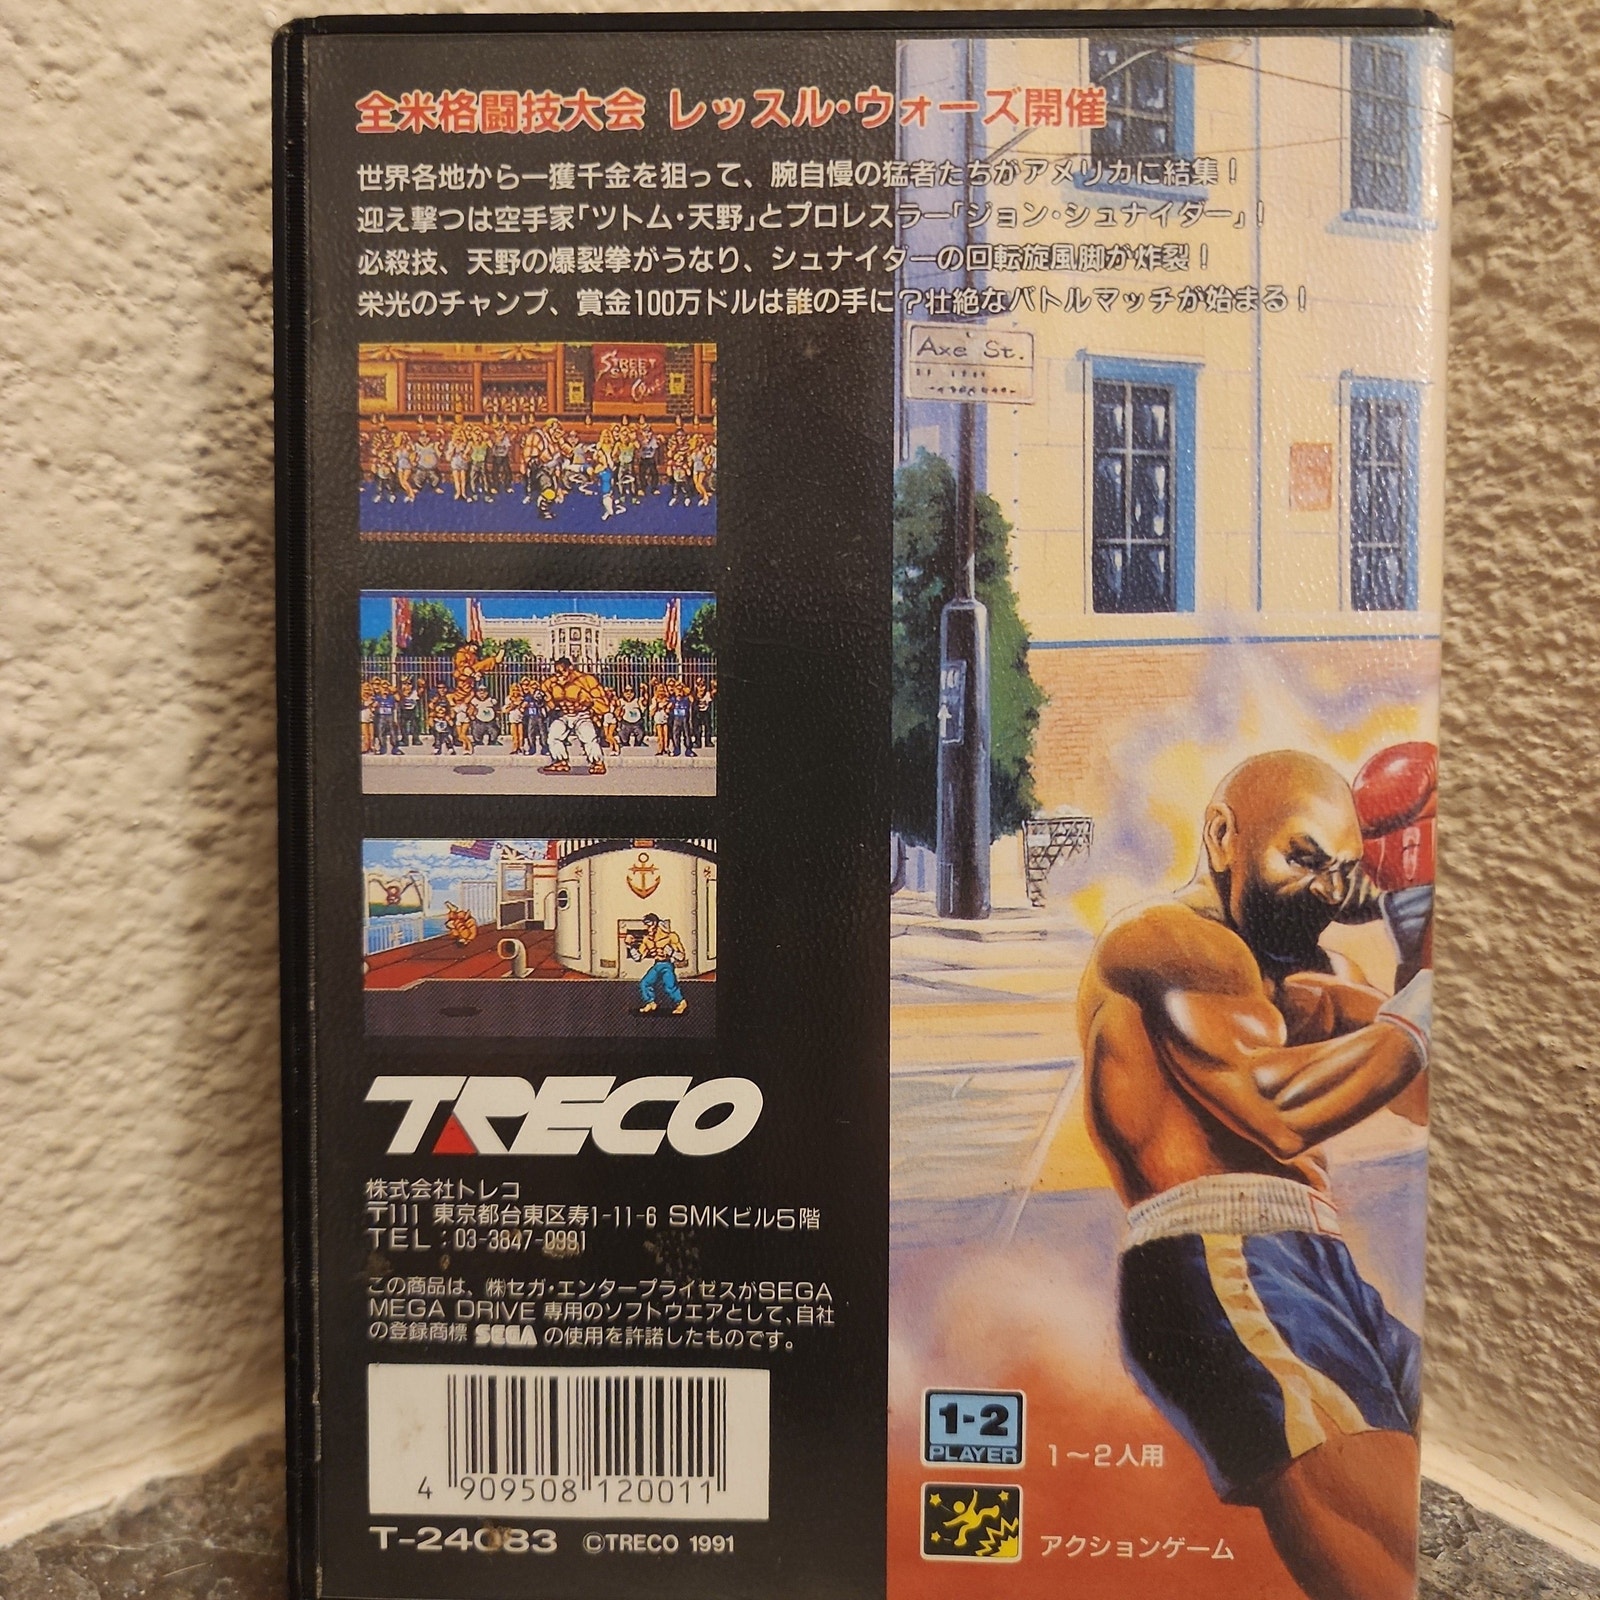 全米格闘技大会 レッスル・ウォーズ開催
世界各地から一獲千金を狙って、腕自慢の猛者たちがアメリカに結集!
迎え撃つは空手家「ツトム・天野」とプロレスラー「ジョン・シュナイダー」!
必殺技、天野の爆裂拳がうなり、シュナイダーの回転旋風脚が炸裂!
栄光のチャンプ、賞金100万ドルは誰の手に?壮絶なバトルマッチが始まる!
Axe St.
STREET
TRECO
株式会社トレコ
〒111 東京都台東区寿1-11-6 SMKビル5階
TEL:03-3847-0991
この商品は、㈱セガ・エンタープライゼスがSEGA
MEGA DRIVE 専用のソフトウエアとして、自社
の登録商標 SEGA の使用を許諾したものです。
4 909508 120011
T-24083 ©TRECO 1991
1-2
PLAYER
1〜2人用
アクションゲーム